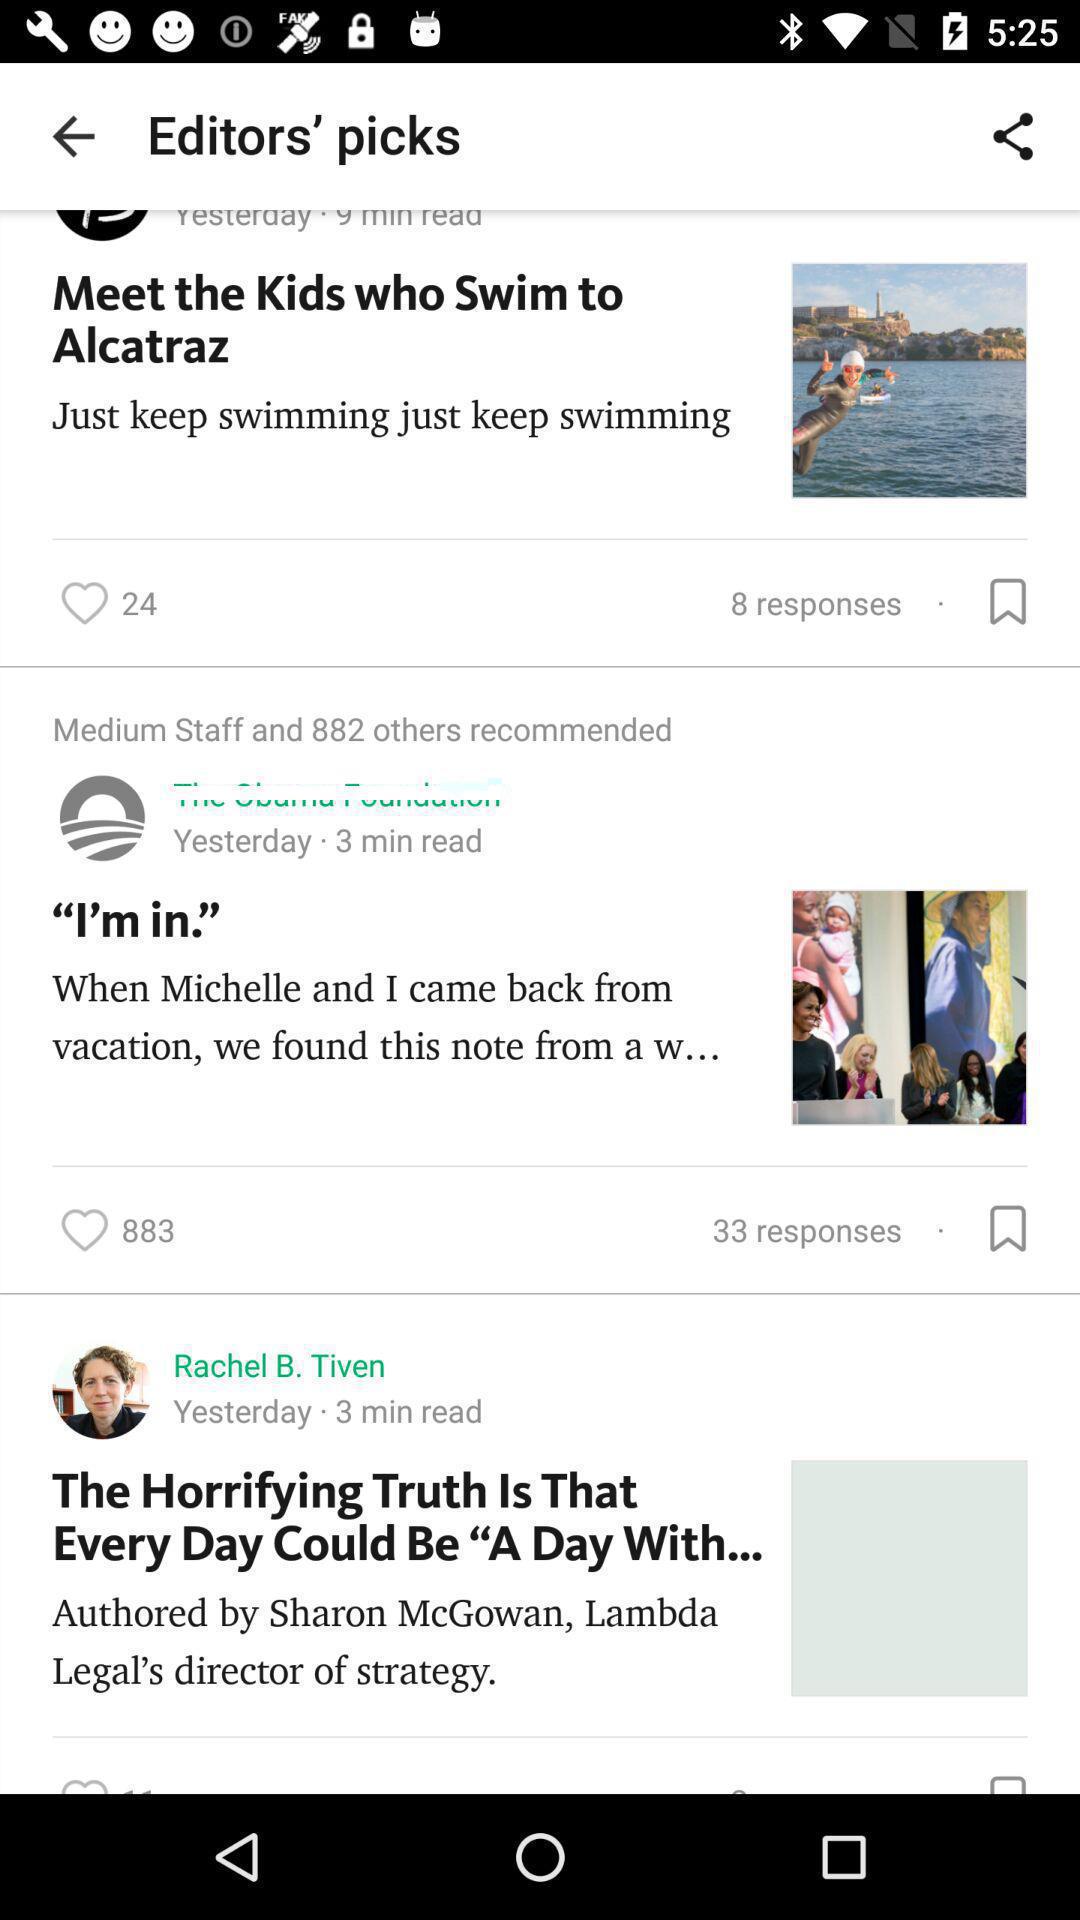 FAKE
5:25
Editors’ picks
Yesterday · 9 min read
Meet the Kids who Swim to
Alcatraz
Just keep swimming just keep swimming
24
8 responses ·
Medium Staff and 882 others recommended
The Obama Foundation
Yesterday · 3 min read
“I’m in.”
When Michelle and I came back from
vacation, we found this note from a w…
883
33 responses ·
Rachel B. Tiven
Yesterday · 3 min read
The Horrifying Truth Is That
Every Day Could Be “A Day With…
Authored by Sharon McGowan, Lambda
Legal’s director of strategy.